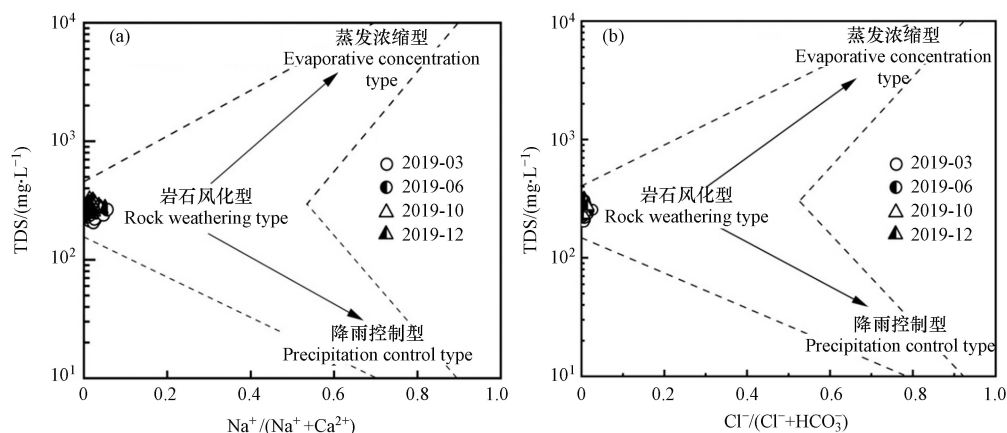 (a)
10⁴
10³
10²
10¹
TDS/(mg·L⁻¹)
蒸发浓缩型
Evaporative concentration
type
岩石风化型
Rock weathering type
2019-03
2019-06
2019-10
2019-12
降雨控制型
Precipitation control type
0
0.2
0.4
0.6
0.8
1.0
Na⁺/(Na⁺+Ca²⁺)
(b)
10⁴
10³
10²
10¹
TDS/(mg·L⁻¹)
蒸发浓缩型
Evaporative concentration
type
岩石风化型
Rock weathering type
2019-03
2019-06
2019-10
2019-12
降雨控制型
Precipitation control type
0
0.2
0.4
0.6
0.8
1.0
Cl⁻/(Cl⁻+HCO₃⁻)